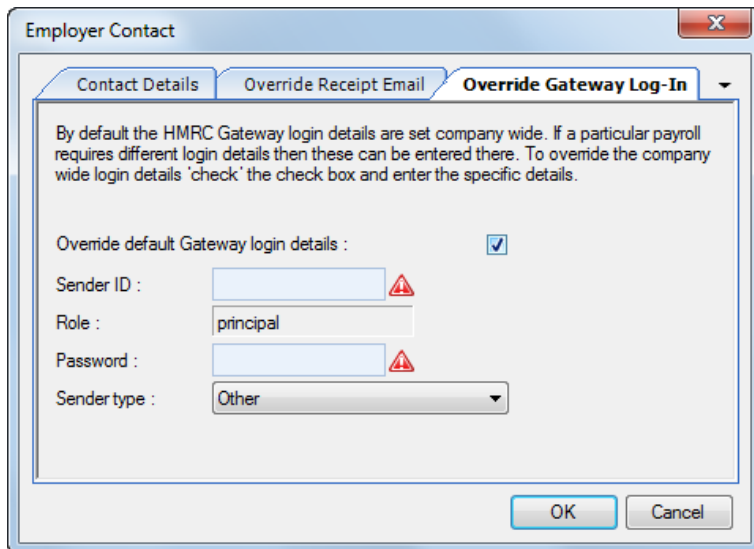 Employer Contact
Contact Details
Override Receipt Email
Override Gateway Log-In
By default the HMRC Gateway login details are set company wide. If a particular payroll
requires different login details then these can be entered there. To override the company
wide login details 'check' the check box and enter the specific details.
Override default Gateway login details :
Sender ID :
Role :
principal
Password :
Sender type :
Other
OK
Cancel